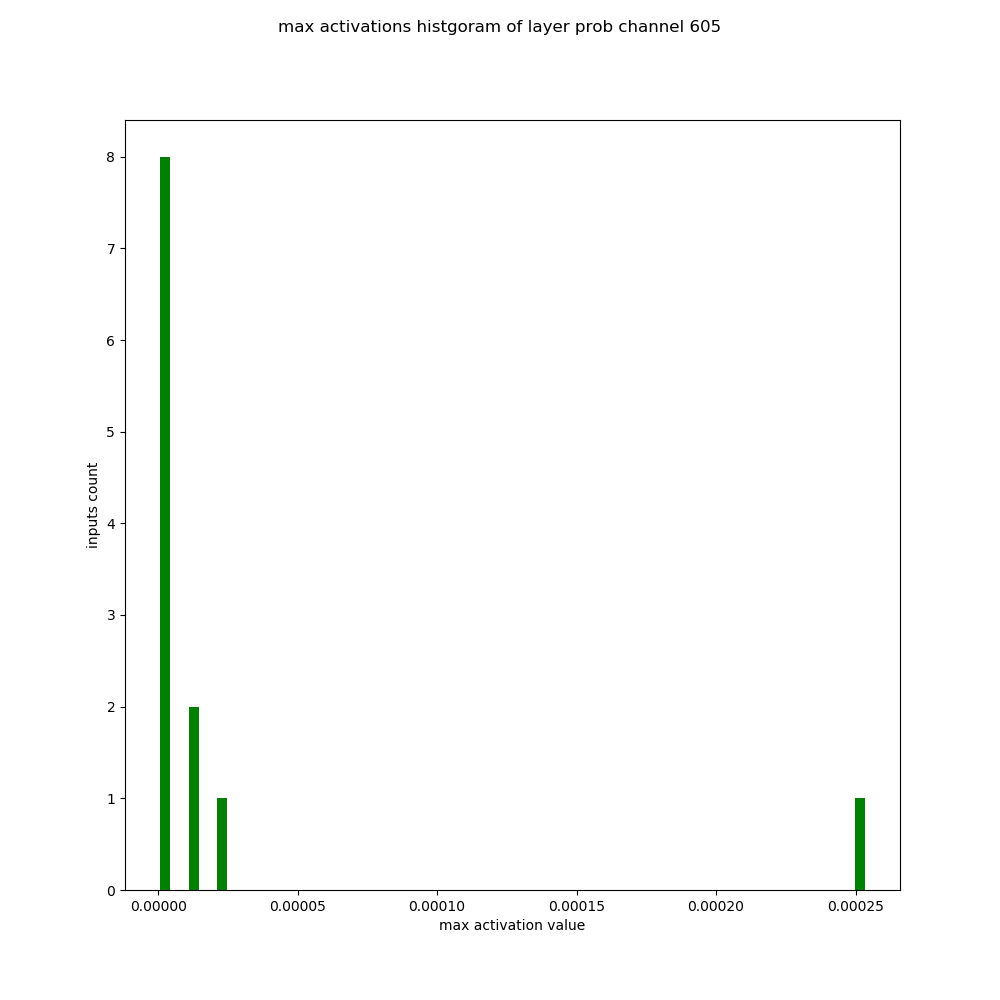 max activations histgoram of layer prob channel 605
8
7
6
5
4
3
2
1
0
inputs count
0.00000 0.00005 0.00010 0.00015 0.00020 0.00025
max activation value